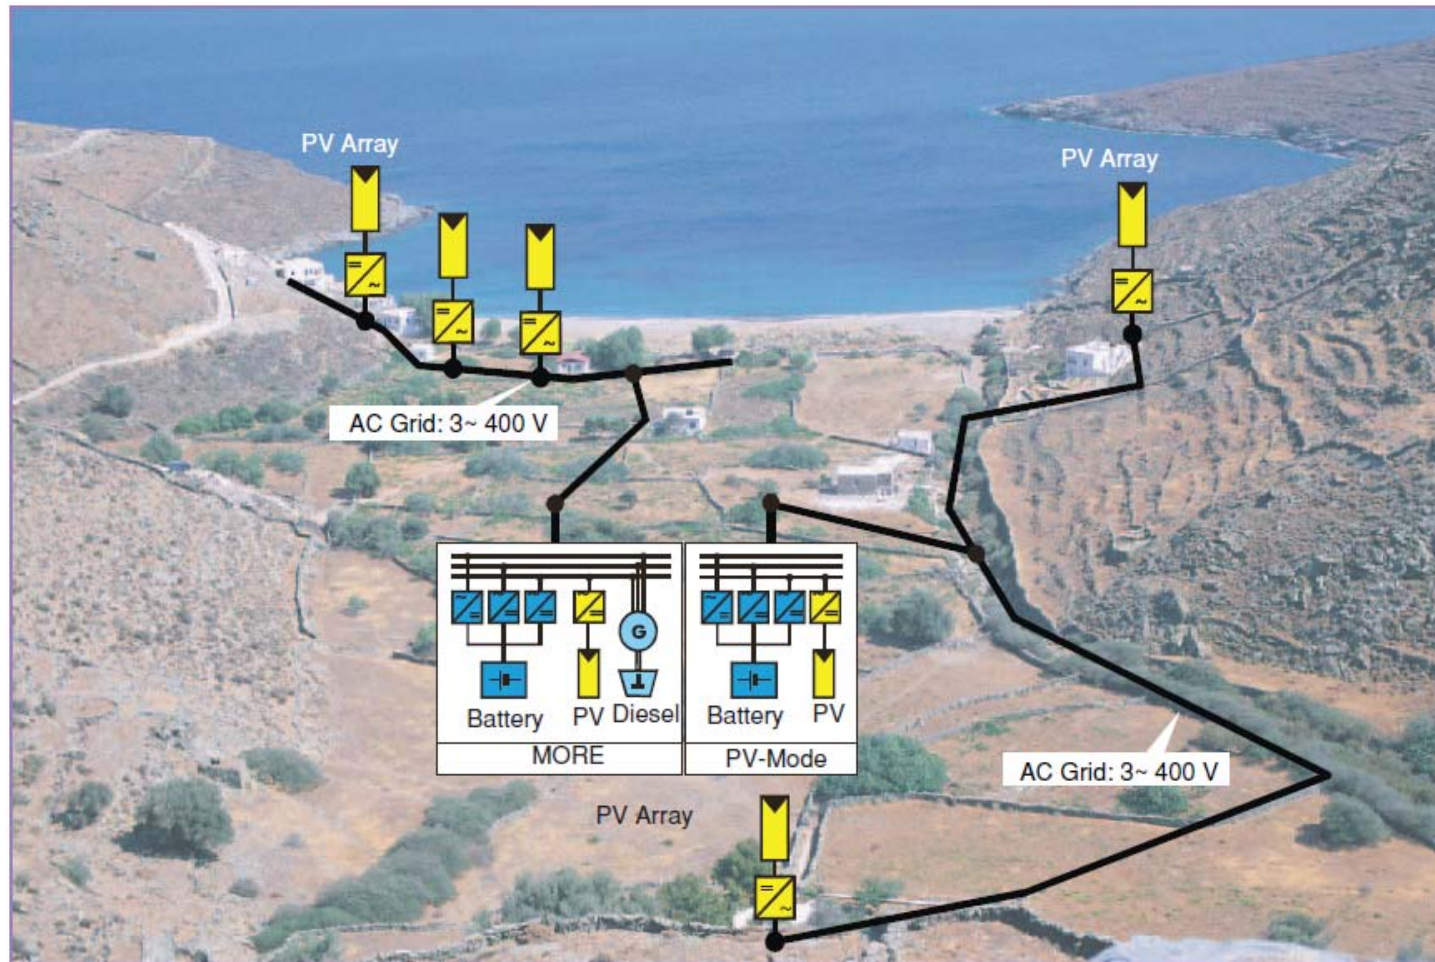 PV Array
PV Array
AC Grid: 3~ 400 V
G
Battery PV Diesel
MORE
Battery PV
PV-Mode
AC Grid: 3~ 400 V
PV Array